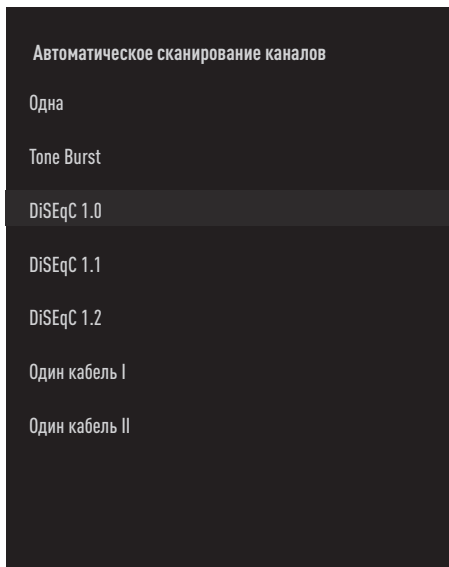 Автоматическое сканирование каналов
Одна
Tone Burst
DiSEqC 1.0
DiSEqC 1.1
DiSEqC 1.2
Один кабель I
Один кабель II